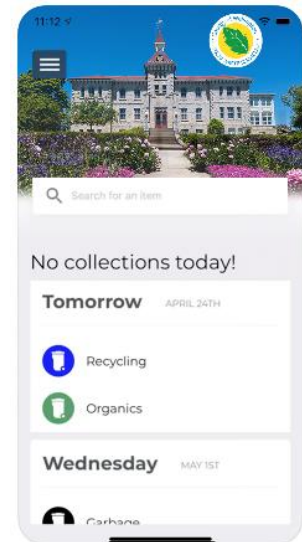 11:12
Search for an item
No collections today!
Tomorrow APRIL 24TH
Recycling
Organics
Wednesday MAY 1ST
Garbage